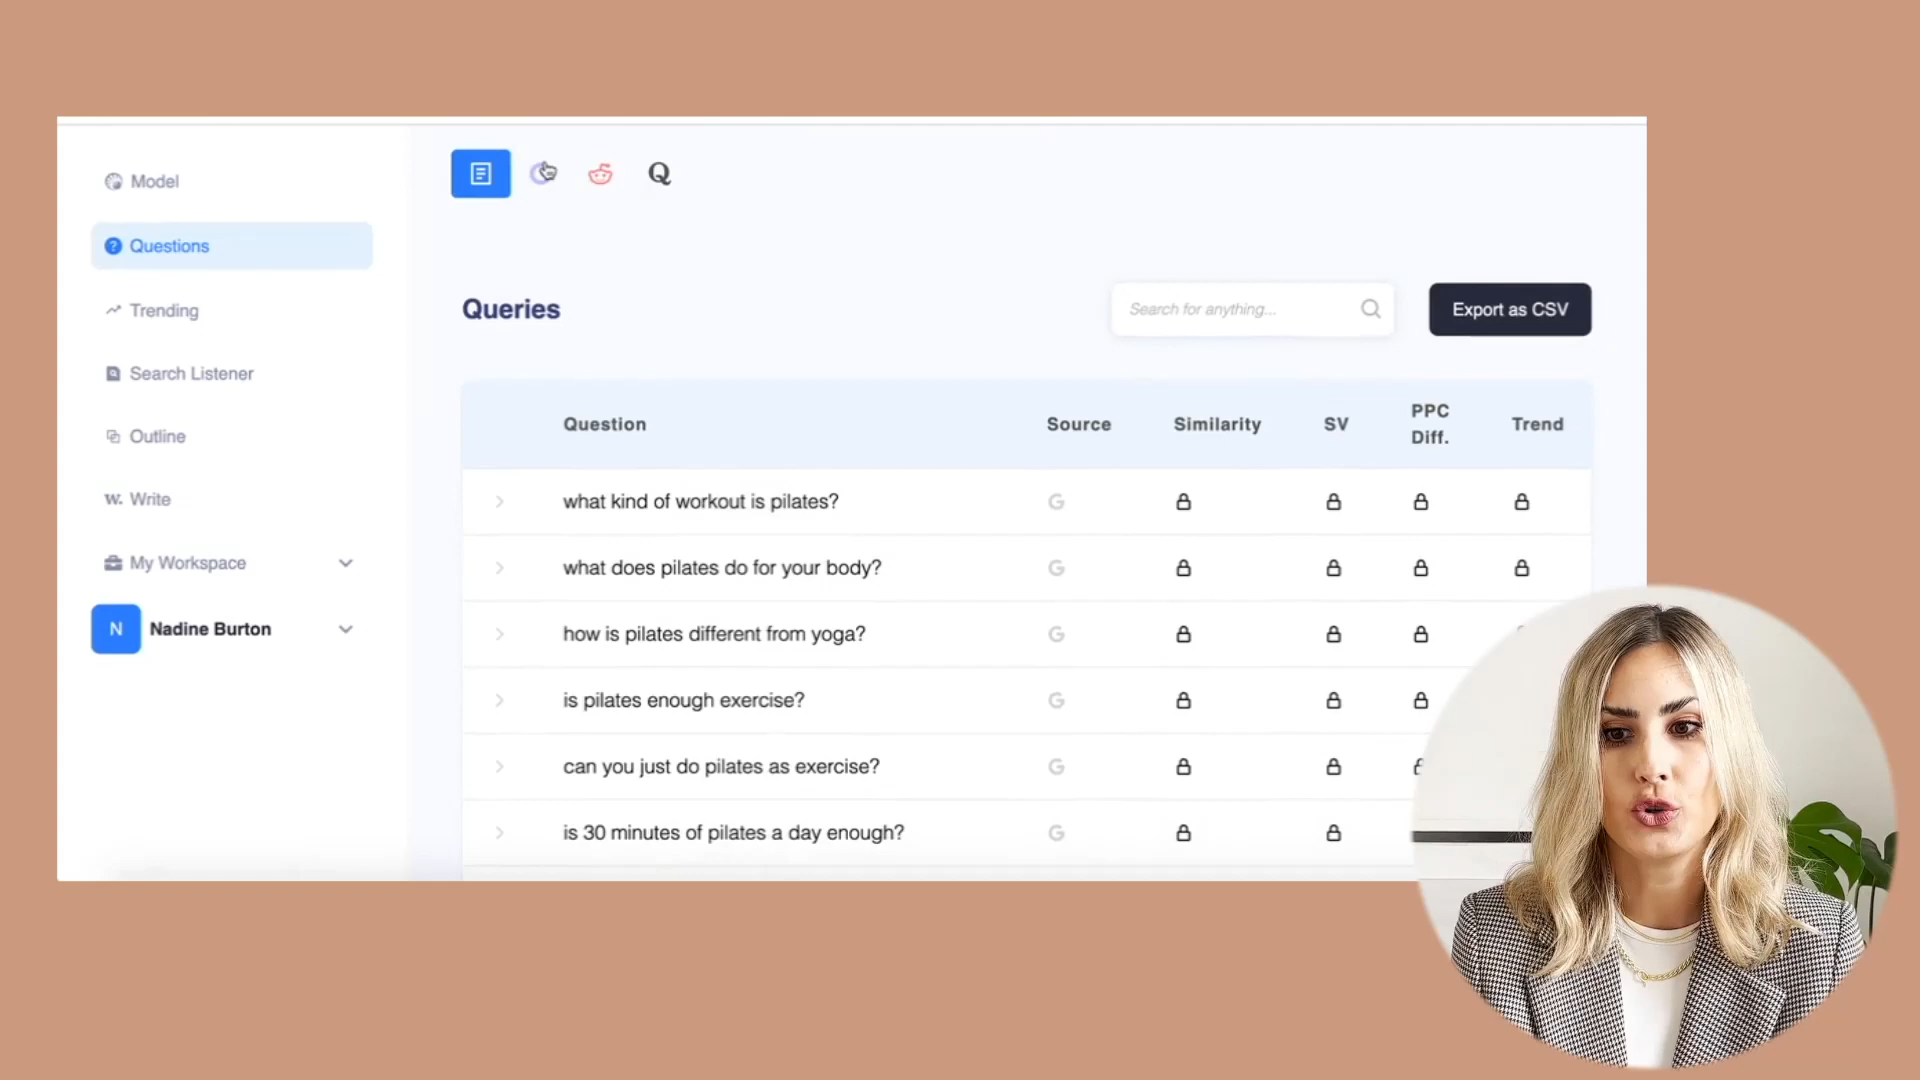 Model
Questions
Trending
Search Listener
Outline
W. Write
My Workspace
N Nadine Burton
Q
Queries
Search for anything...
Export as CSV
Question Source Similarity SV PPC Diff. Trend
what kind of workout is pilates? G
what does pilates do for your body? G
how is pilates different from yoga? G
is pilates enough exercise? G
can you just do pilates as exercise? G
is 30 minutes of pilates a day enough? G